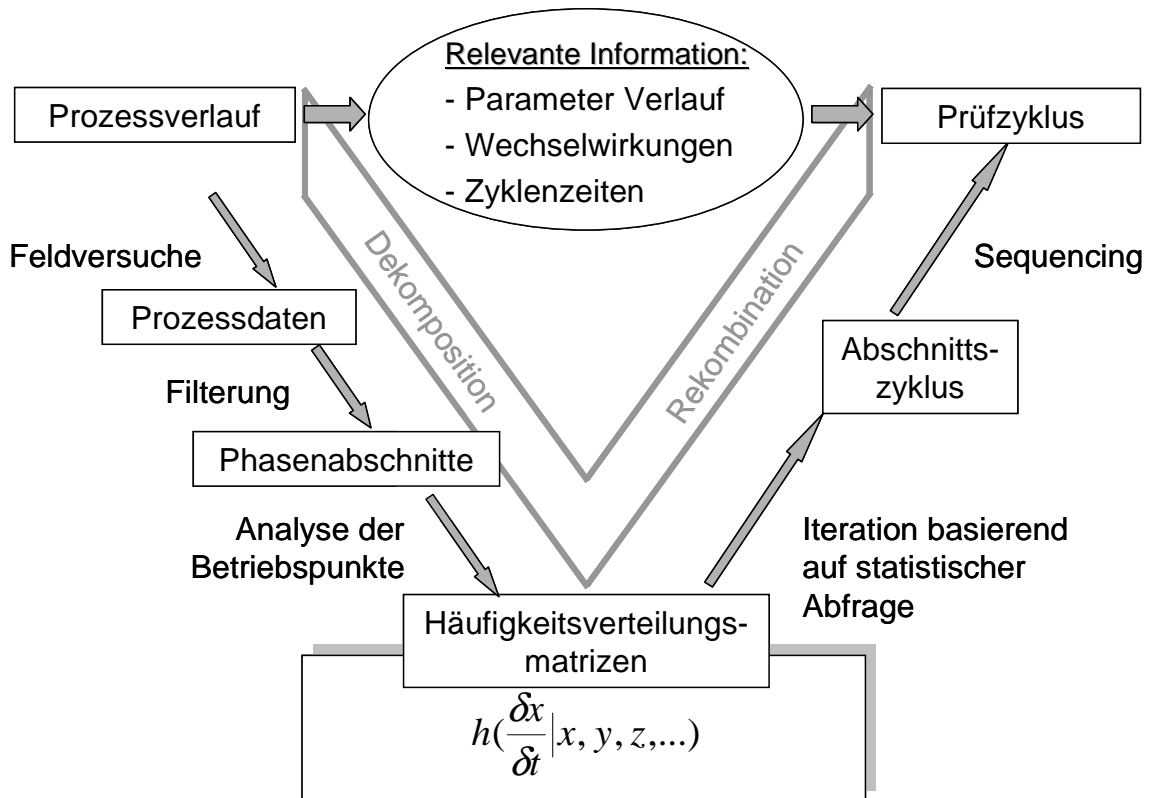 Relevante Information:
- Parameter Verlauf
- Wechselwirkungen
- Zyklenzeiten
Prozessverlauf
Prüfzyklus
Feldversuche
Prozessdaten
Filterung
Phasenabschnitte
Analyse der
Betriebspunkte
Dekomposition
Rekombination
Häufigkeitsverteilungs-
matrizen
h(δx/δt|x, y, z,...)
Iteration basierend
auf statistischer
Abfrage
Abschnitts-
zyklus
Sequencing